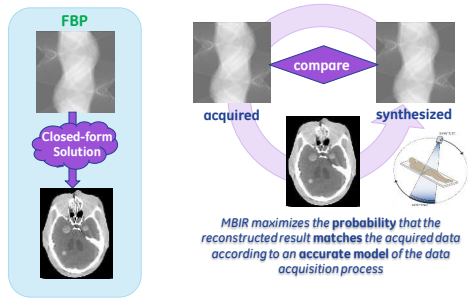 FBP
Closed-form
Solution
compare
acquired
synthesized
MBIR maximizes the probability that the
reconstructed result matches the acquired data
according to an accurate model of the data
acquisition process